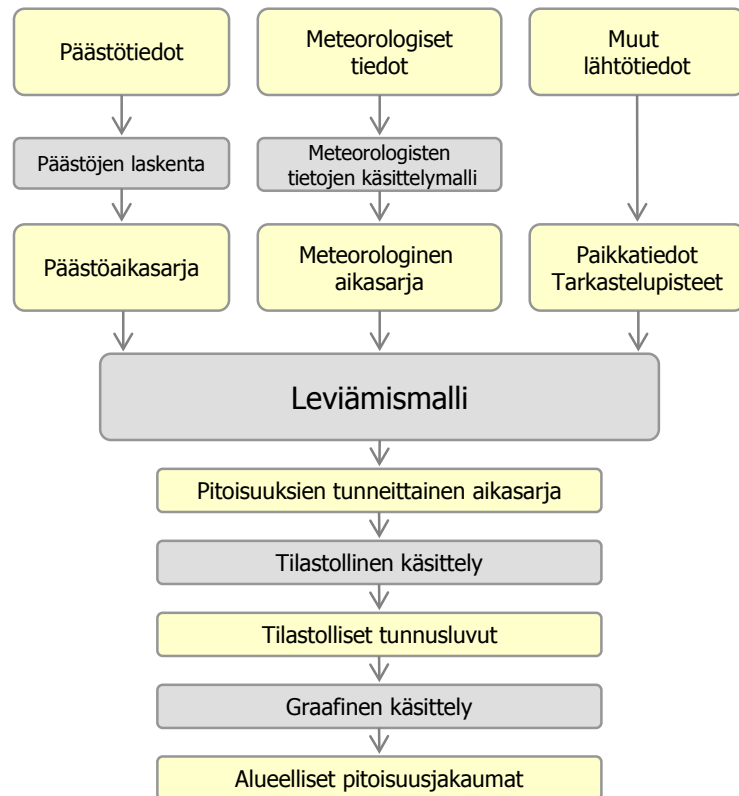 Päästötiedot
Meteorologiset
tiedot
Muut
lähtötiedot
Päästöjen laskenta
Meteorologisten
tietojen käsittelymalli
Päästöaikasarja
Meteorologinen
aikasarja
Paikkatiedot
Tarkastelupisteet
Leviämismalli
Pitoisuuksien tunneittainen aikasarja
Tilastollinen käsittely
Tilastolliset tunnusluvut
Graafinen käsittely
Alueelliset pitoisuusjakaumat